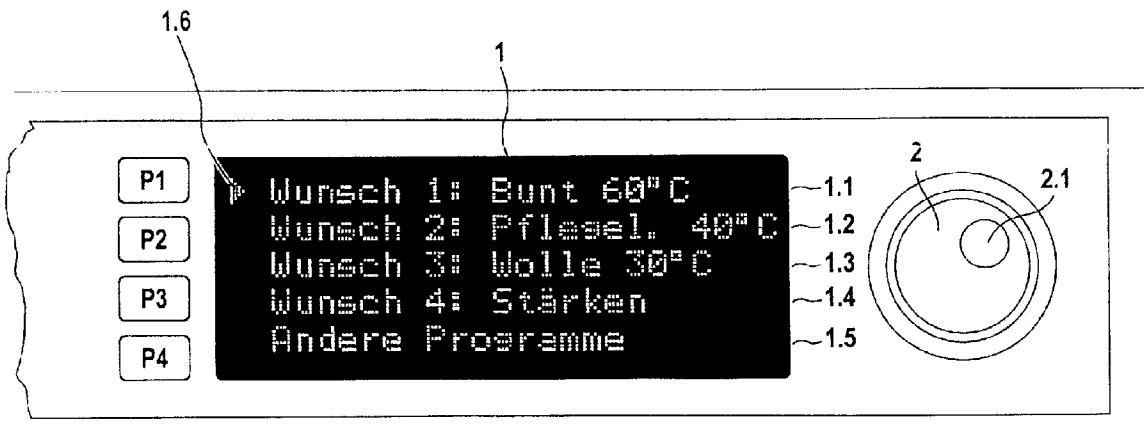 1.6
1
P1
P2
P3
P4
Wunsch 1: Bunt 60°C
Wunsch 2: Pflegel. 40°C
Wunsch 3: Wolle 30°C
Wunsch 4: Stärken
Andere Programme
1.1
1.2
1.3
1.4
1.5
2
2.1